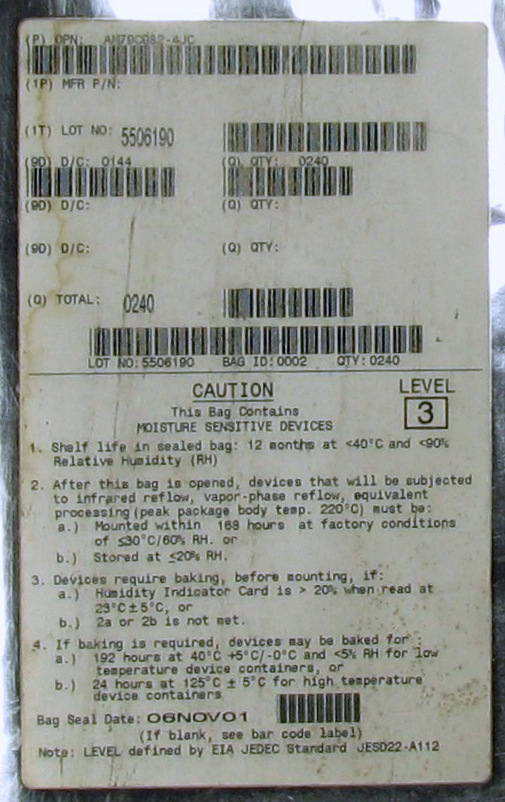 (P) OPN: AM79C982-4JC
(1P) MFR P/N:
(1T) LOT NO: 5506190
(9D) D/C: 0144 (Q) QTY: 0240
(9D) D/C: (Q) QTY:
(9D) D/C: (Q) QTY:
(Q) TOTAL: 0240
LOT NO:5506190 BAG ID:0002 QTY:0240
CAUTION
LEVEL
3
This Bag Contains
MOISTURE SENSITIVE DEVICES
1. Shelf life in sealed bag: 12 months at <40°C and <90%
Relative Humidity (RH)
2. After this bag is opened, devices that will be subjected
to infrared reflow, vapor-phase reflow, equivalent
processing(peak package body temp. 220°C) must be:
a.) Mounted within 168 hours at factory conditions
of ≤30°C/60% RH. or
b.) Stored at ≤20% RH.
3. Devices require baking, before mounting, if:
a.) Humidity Indicator Card is > 20% when read at
23°C±5°C, or
b.) 2a or 2b is not met.
4. If baking is required, devices may be baked for :
a.) 192 hours at 40°C +5°C/-0°C and <5% RH for low
temperature device containers, or
b.) 24 hours at 125°C ± 5°C for high temperature
device containers
Bag Seal Date: 06NOV01
(If blank, see bar code label)
Note: LEVEL defined by EIA JEDEC Standard JESD22-A112